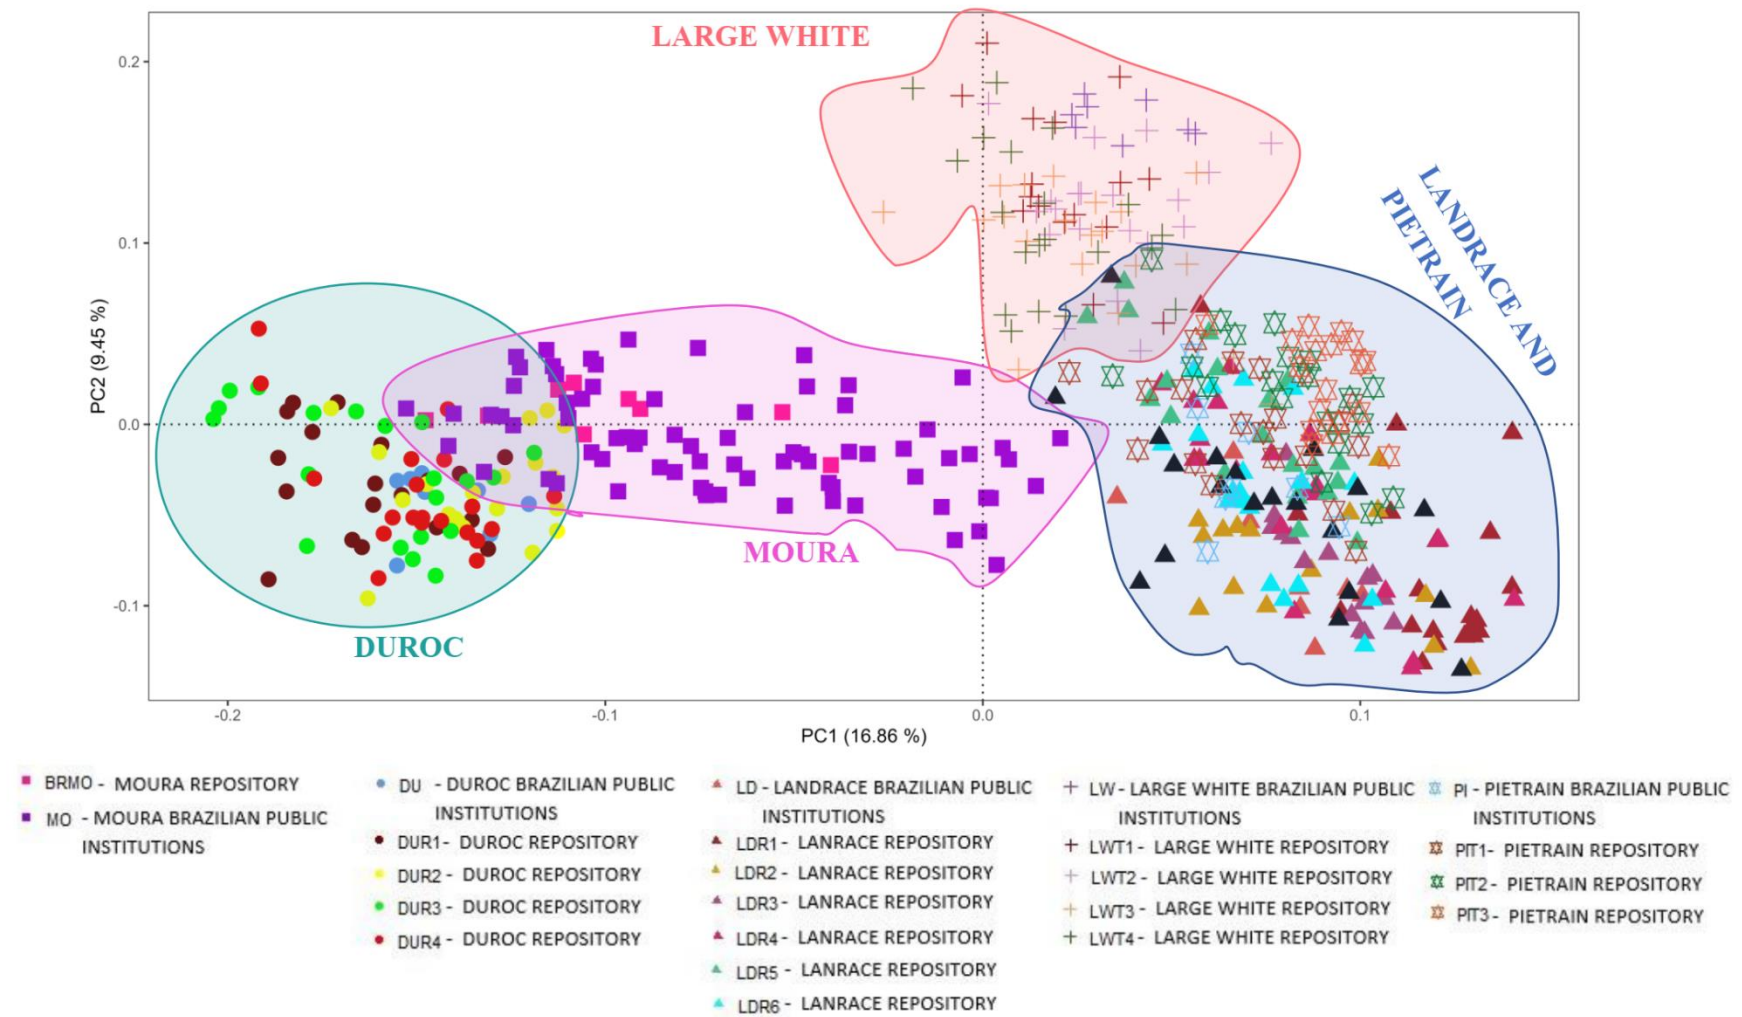 LARGE WHITE
LANDRACE AND
PIETRAIN
MOURA
DUROC
0.2
0.1
0.0
-0.1
PC2 (9.45 %)
-0.2
-0.1
0.0
0.1
PC1 (16.86 %)
BRMO - MOURA REPOSITORY
MO - MOURA BRAZILIAN PUBLIC
INSTITUTIONS
DU - DUROC BRAZILIAN PUBLIC
INSTITUTIONS
DUR1 - DUROC REPOSITORY
DUR2 - DUROC REPOSITORY
DUR3 - DUROC REPOSITORY
DUR4 - DUROC REPOSITORY
LD - LANDRACE BRAZILIAN PUBLIC
INSTITUTIONS
LDR1 - LANRACE REPOSITORY
LDR2 - LANRACE REPOSITORY
LDR3 - LANRACE REPOSITORY
LDR4 - LANRACE REPOSITORY
LDR5 - LANRACE REPOSITORY
LDR6 - LANRACE REPOSITORY
LW - LARGE WHITE BRAZILIAN PUBLIC
INSTITUTIONS
LWT1 - LARGE WHITE REPOSITORY
LWT2 - LARGE WHITE REPOSITORY
LWT3 - LARGE WHITE REPOSITORY
LWT4 - LARGE WHITE REPOSITORY
PI - PIETRAIN BRAZILIAN PUBLIC
INSTITUTIONS
PIT1 - PIETRAIN REPOSITORY
PIT2 - PIETRAIN REPOSITORY
PIT3 - PIETRAIN REPOSITORY